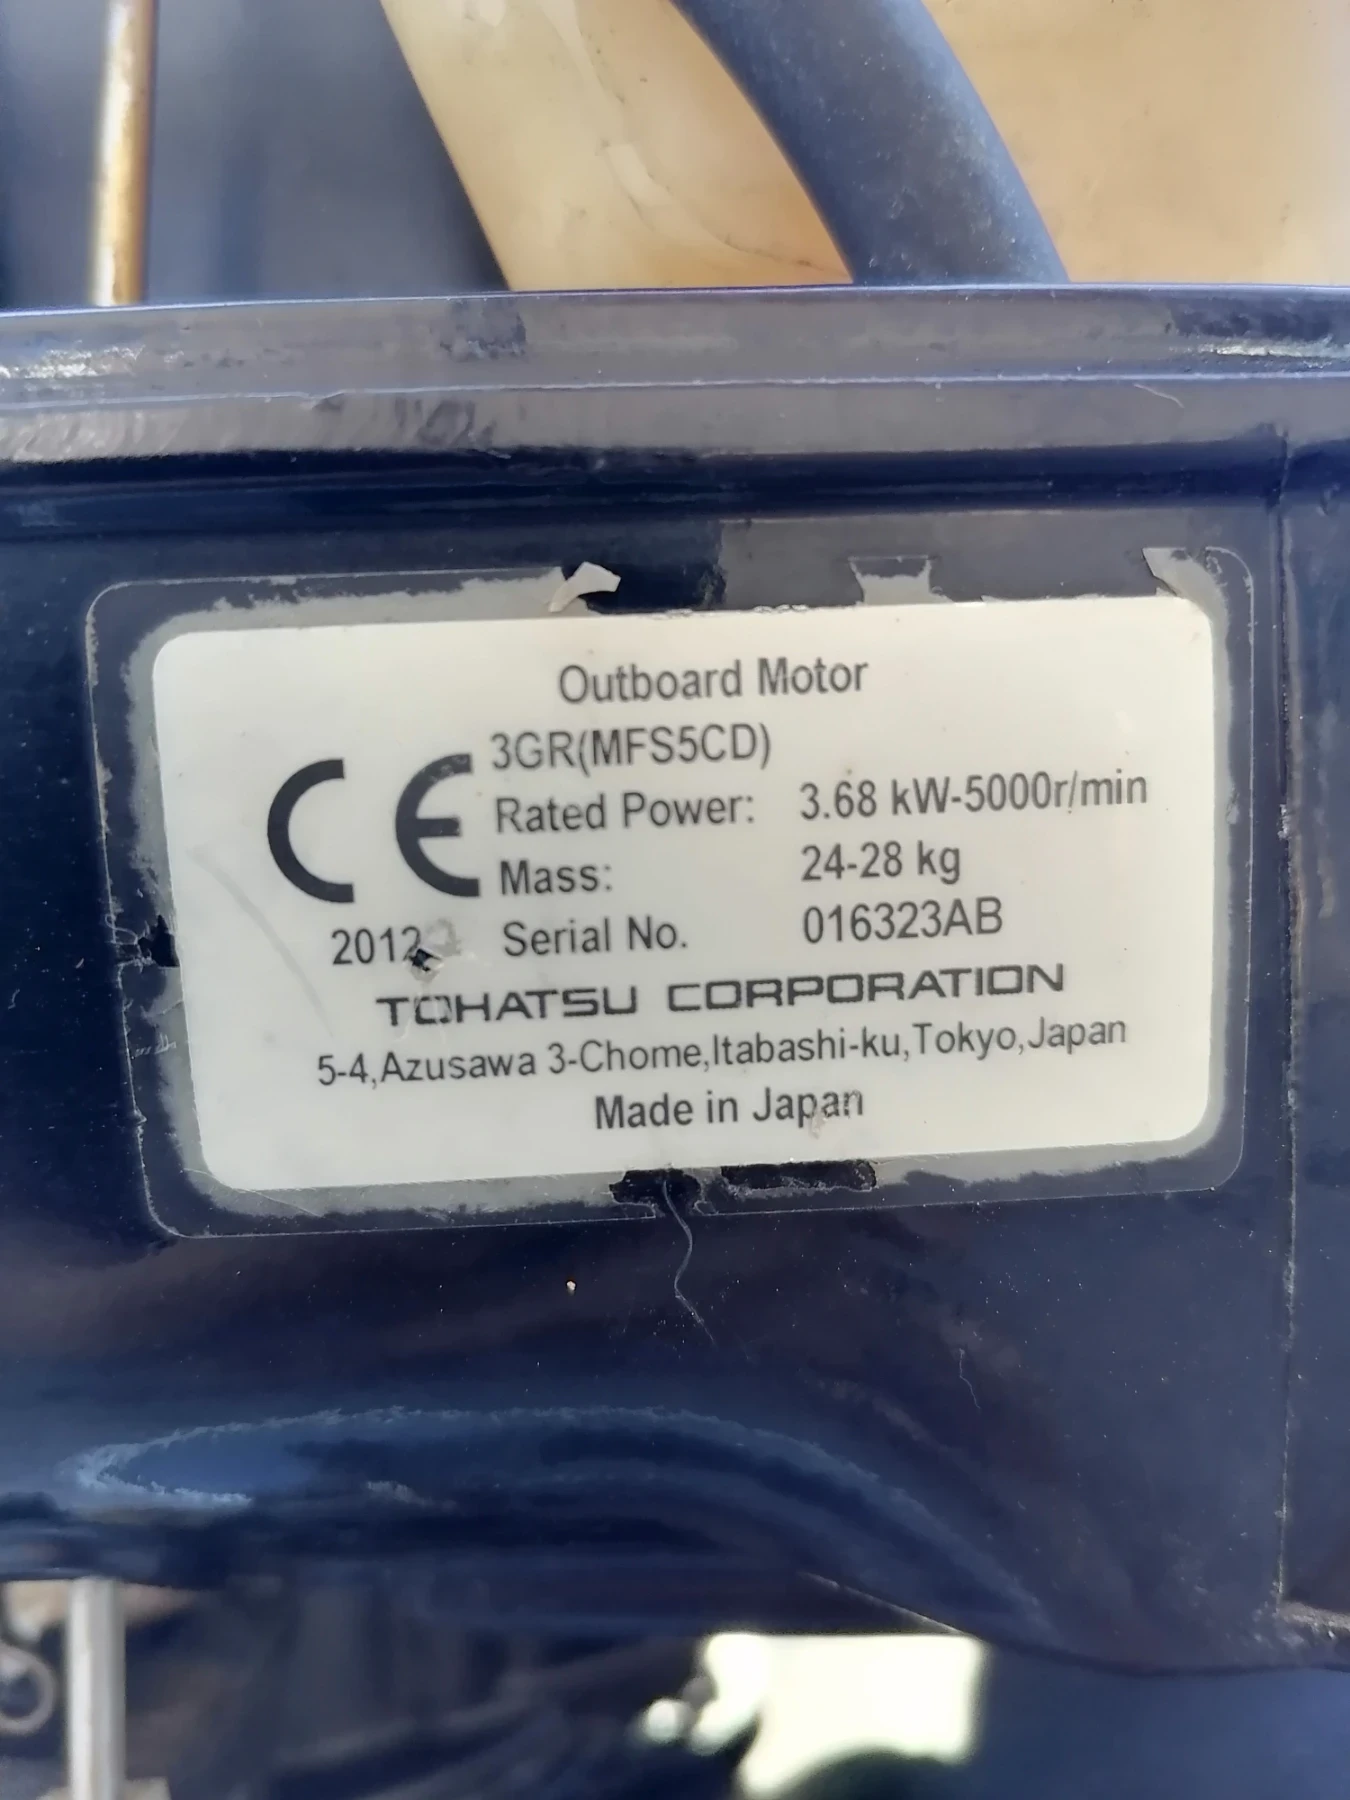 Outboard Motor
CE 3GR(MFS5CD)
Rated Power: 3.68 kW-5000r/min
Mass: 24-28 kg
2012 Serial No. 016323AB
TOHATSU CORPORATION
5-4,Azusawa 3-Chome,Itabashi-ku,Tokyo,Japan
Made in Japan